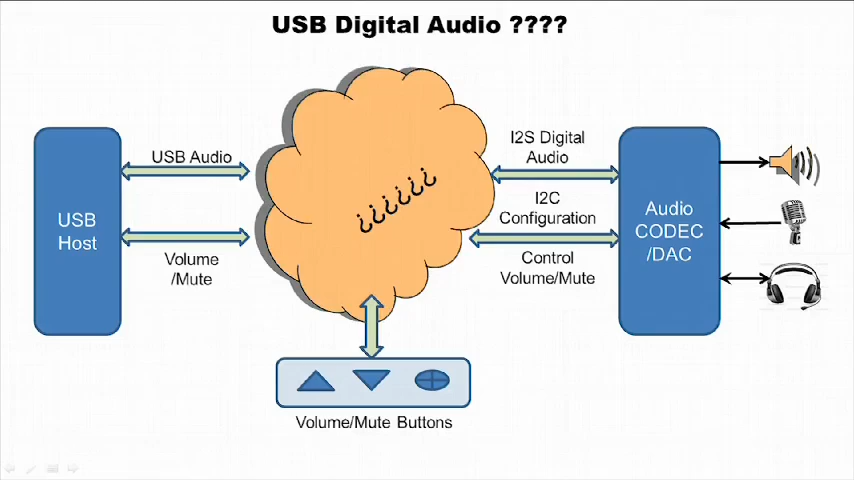 USB Digital Audio ????
USB Audio
Volume
/Mute
USB
Host
¿¿¿¿¿¿
I2S Digital
Audio
I2C
Configuration
Control
Volume/Mute
Audio
CODEC
/DAC
Volume/Mute Buttons